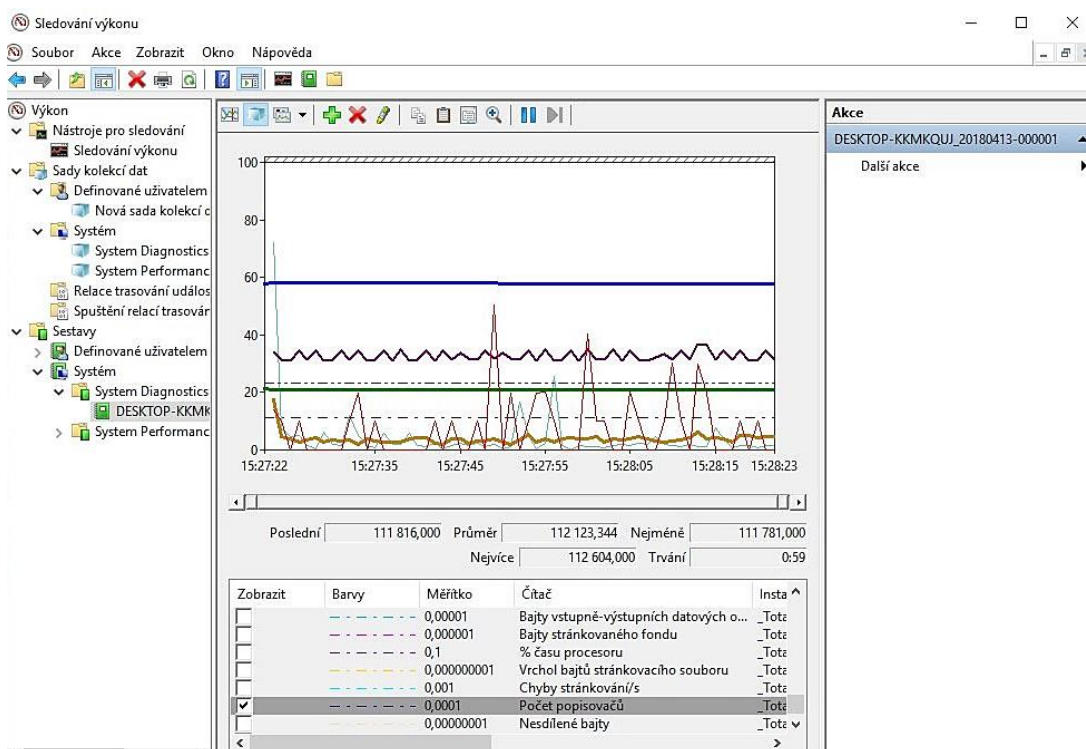 Sledování výkonu
Soubor Akce Zobrazit Okno Nápověda
Výkon
Nástroje pro sledování
Sledování výkonu
Sady kolekcí dat
Definované uživatelem
Nová sada kolekcí d
Systém
System Diagnostics
System Performanc
Relace trasování událos
Spuštění relací trasovár
Sestavy
Definované uživatelem
Systém
System Diagnostics
DESKTOP-KKMK
System Performanc
100
80
60
40
20
0
15:27:22 15:27:35 15:27:45 15:27:55 15:28:05 15:28:15 15:28:23
Poslední 111 816,000 Průměr 112 123,344 Nejméně 111 781,000
Nejvíce 112 604,000 Trvání 0:59
Zobrazit Barvy Měřítko Čítač Insta
0,00001 Bajty vstupně-výstupních datových o... _Tota
0,000001 Bajty stránkovaného fondu _Tota
0,1 % času procesoru _Tota
0,000000001 Vrchol bajtů stránkovacího souboru _Tota
0,001 Chyby stránkování/s _Tota
0,0001 Počet popisovačů _Tota
0,00000001 Nesdílené bajty _Tota
Akce
DESKTOP-KKMKQUJ_20180413-000001
Další akce